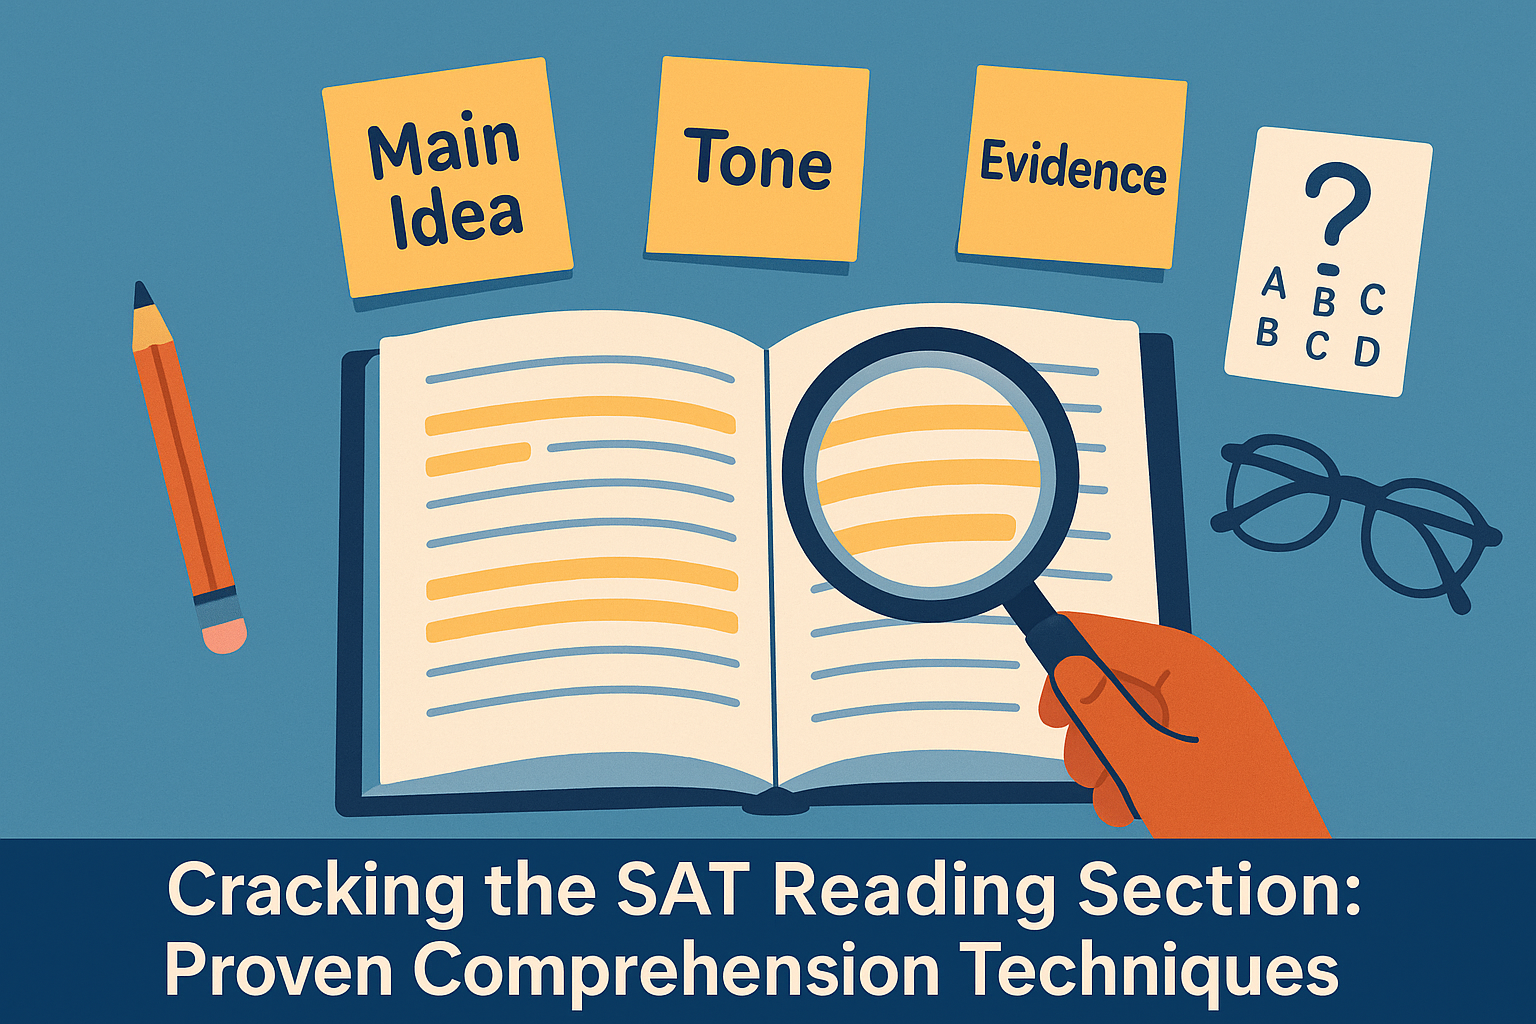 Main
Idea
Tone
Evidence
?
A B C
B C D
Cracking the SAT Reading Section:
Proven Comprehension Techniques